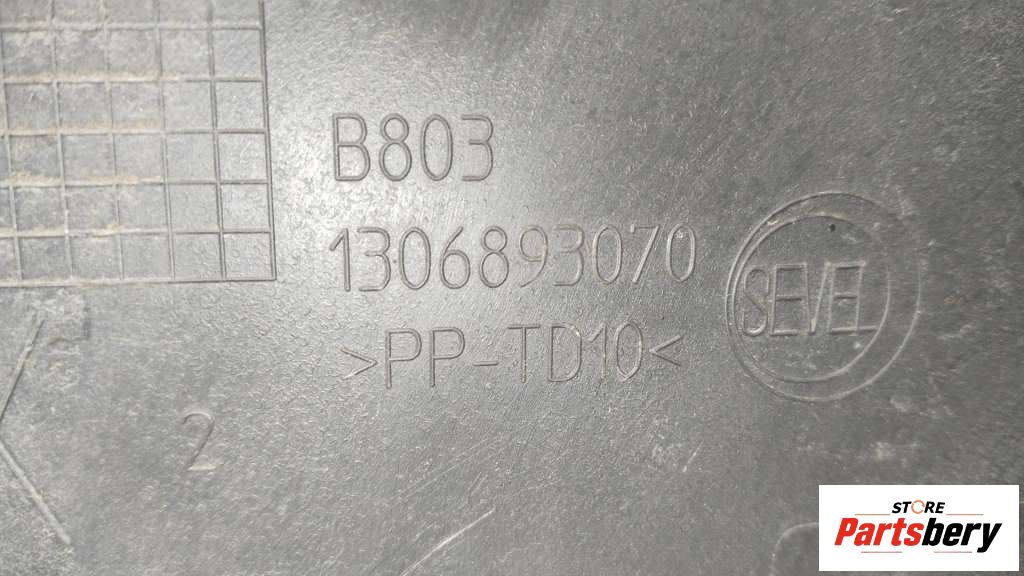 B803
1306893070
>PP-TD10<
SEVEL
2
STORE
Partsbery